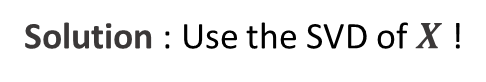 Solution : Use the SVD of X !